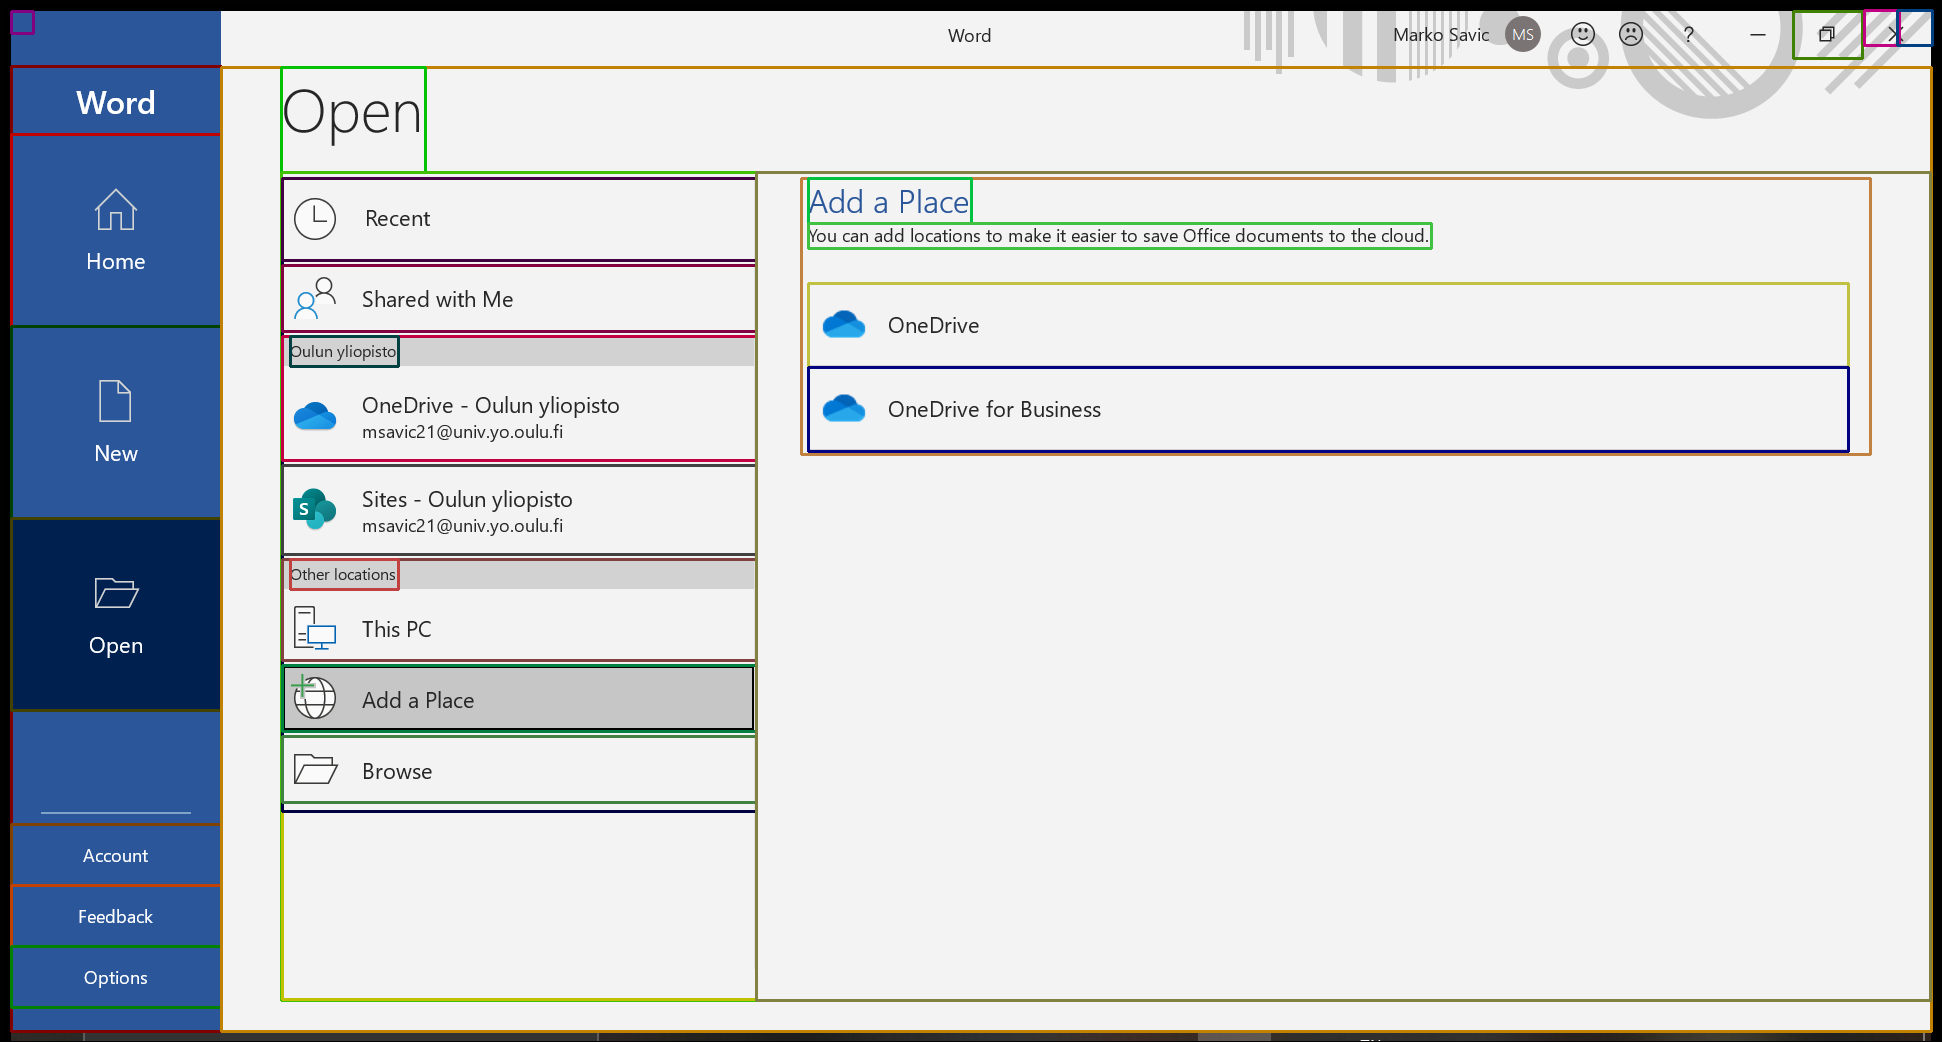 Word
Marko Savic
MS
?
Word
Home
New
Open
Account
Feedback
Options
Open
Recent
Shared with Me
Oulun yliopisto
OneDrive - Oulun yliopisto
msavic21@univ.yo.oulu.fi
S
Sites - Oulun yliopisto
msavic21@univ.yo.oulu.fi
Other locations
This PC
Add a Place
Browse
Add a Place
You can add locations to make it easier to save Office documents to the cloud.
OneDrive
OneDrive for Business